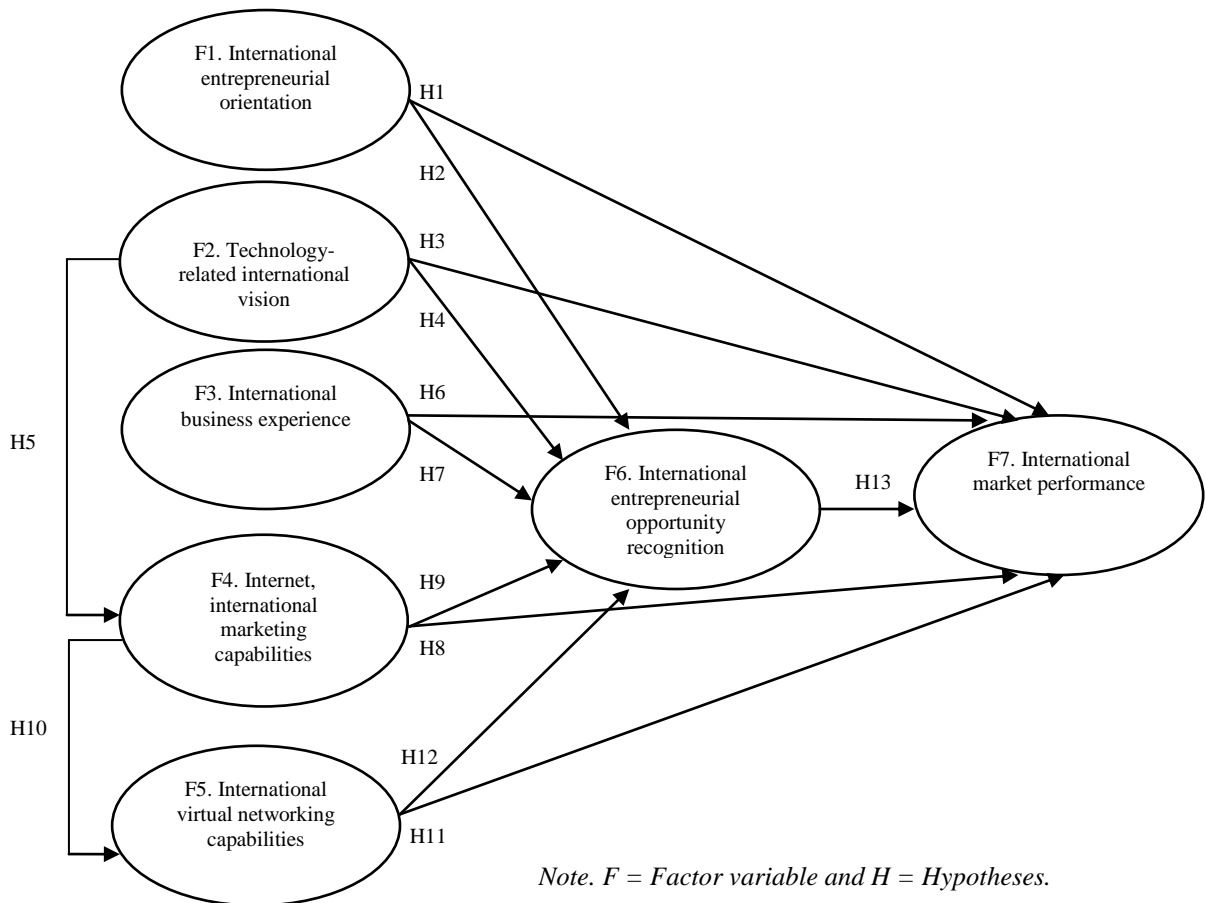 F1. International
entrepreneurial
orientation
H1
H2
F2. Technology-
related international
vision
H3
H4
H5
F3. International
business experience
H6
H7
F6. International
entrepreneurial
opportunity
recognition
H13
F7. International
market performance
F4. Internet,
international
marketing
capabilities
H9
H8
H10
F5. International
virtual networking
capabilities
H12
H11
Note. F = Factor variable and H = Hypotheses.